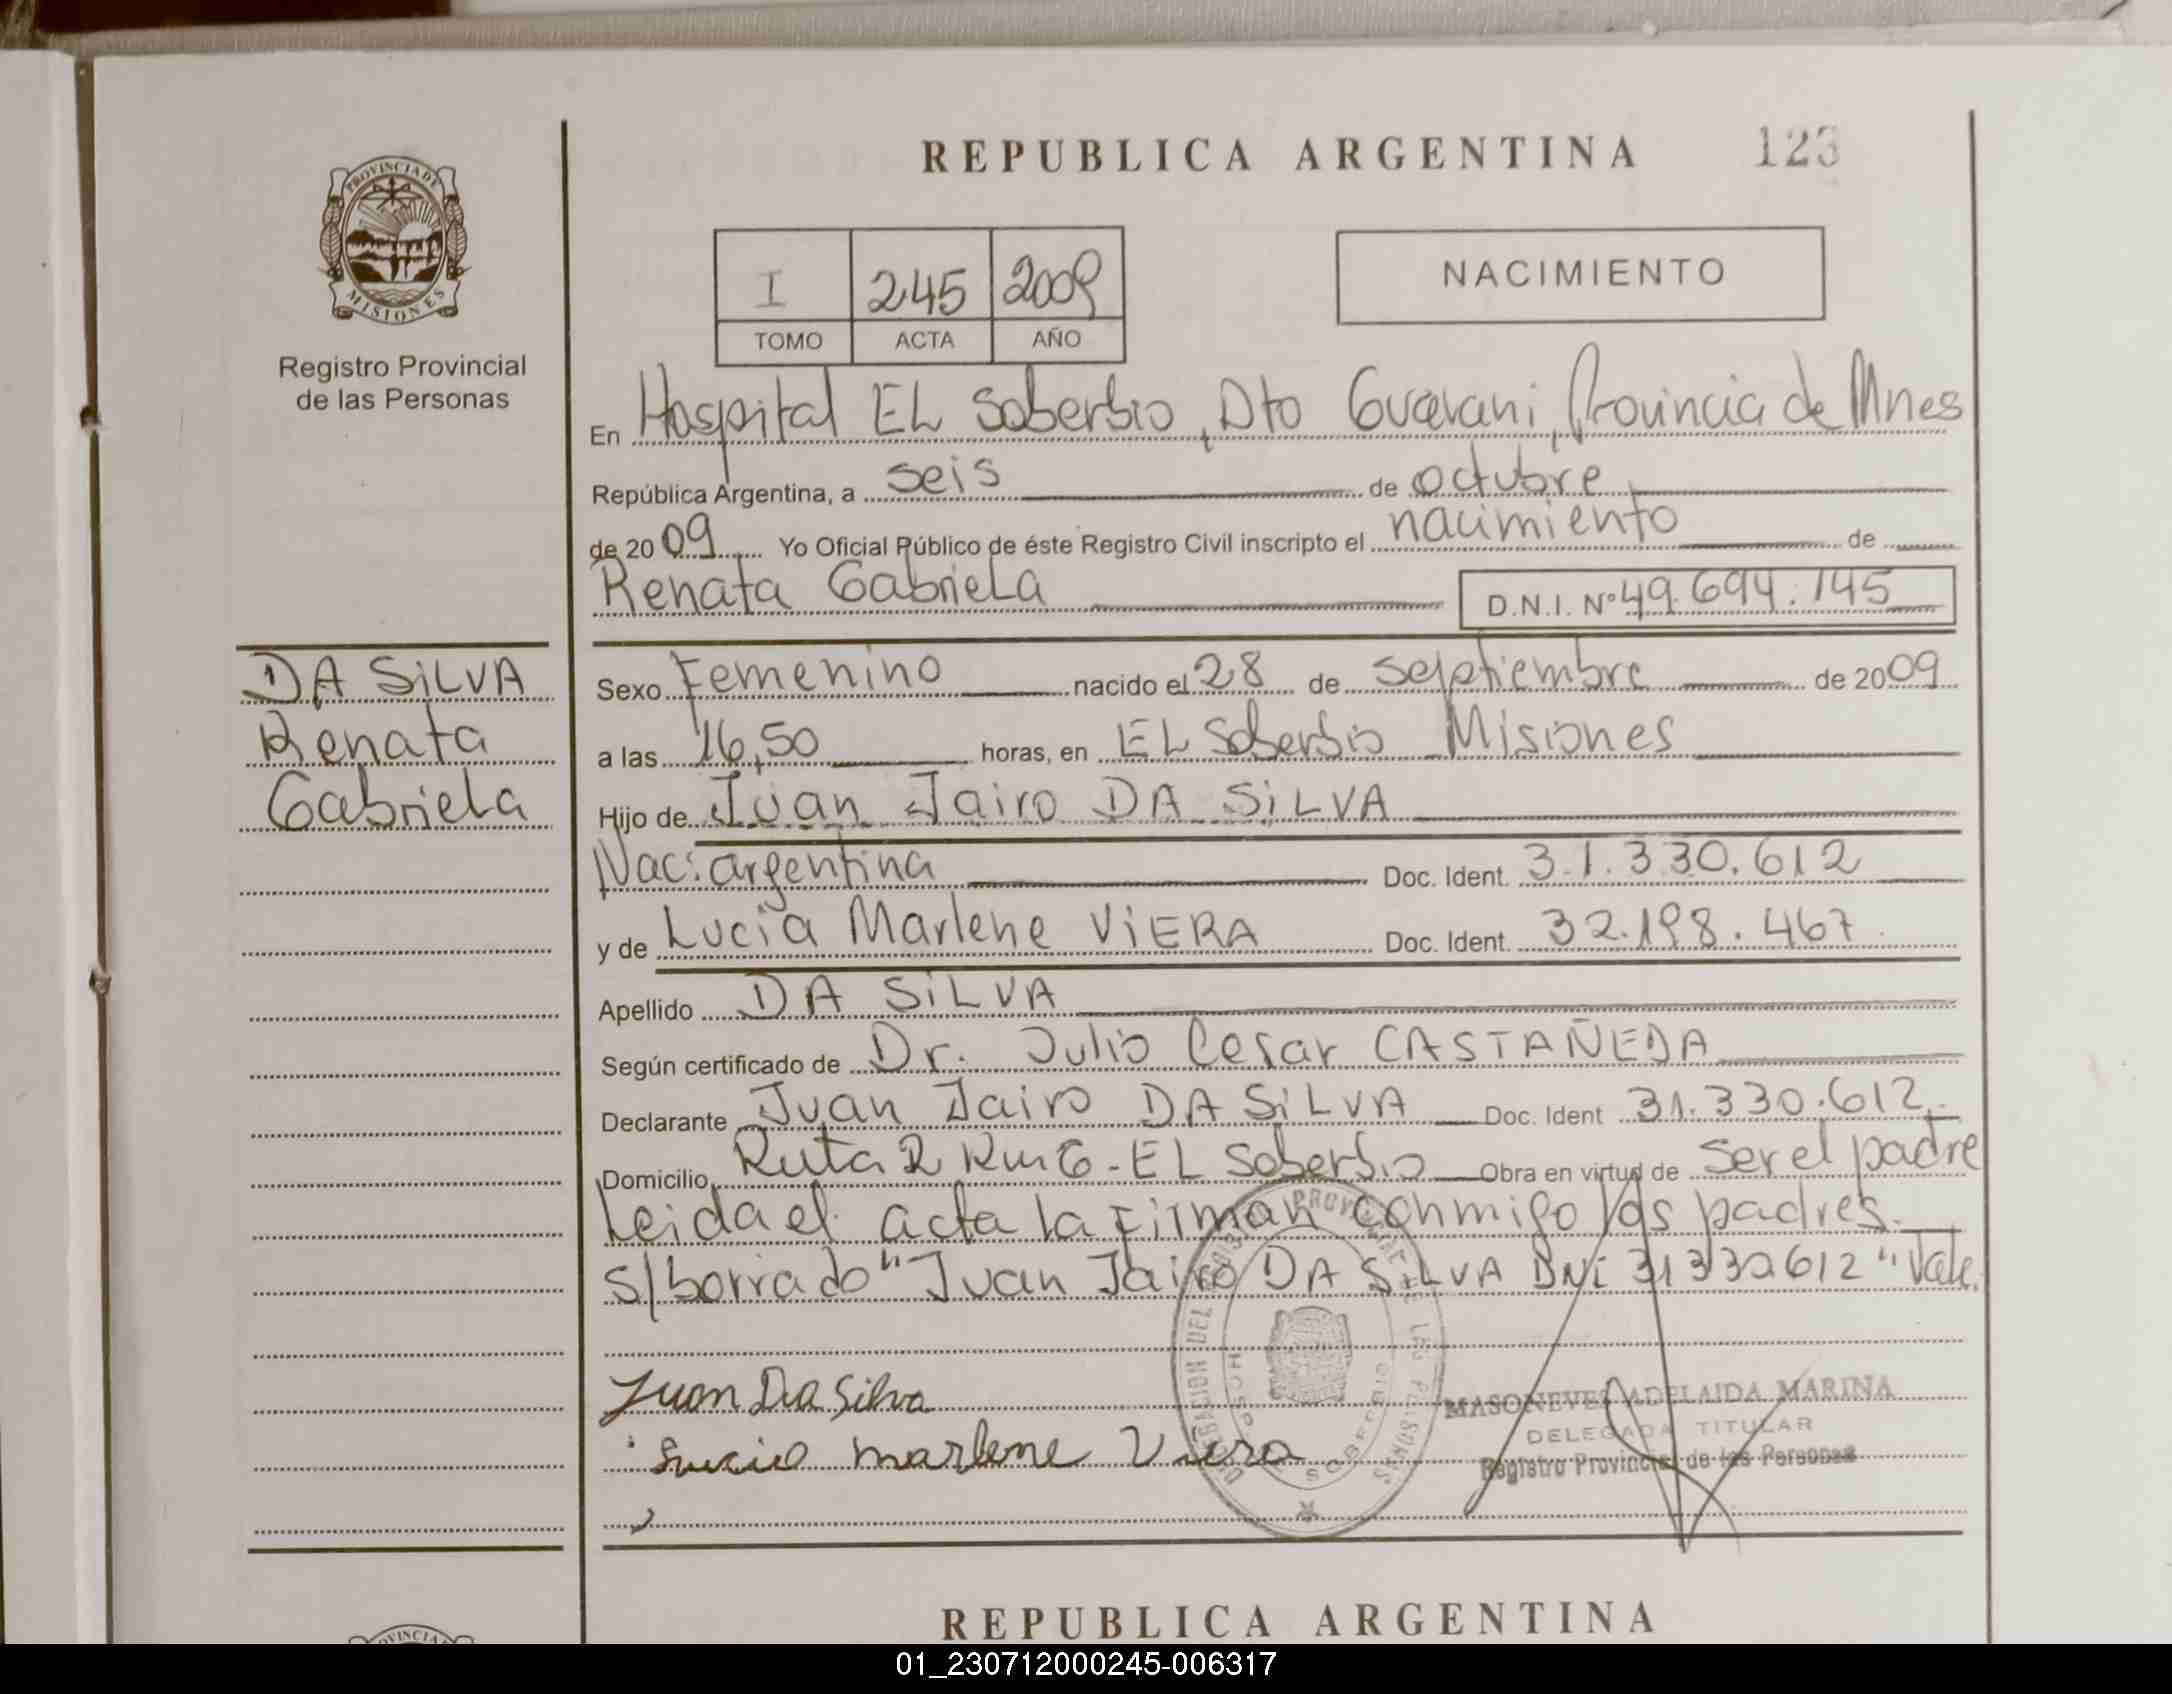 REPUBLICA ARGENTINA 123
PROVINCIA DE
MISIONES
Registro Provincial
de las Personas
I 245 2009
TOMO ACTA AÑO
NACIMIENTO
En Hospital EL Soberbio, Dto Guarani, Provincia de Mnes
República Argentina, a seis de octubre
de 2009 Yo Oficial Público de éste Registro Civil inscripto el nacimiento de
Renata Gabriela D.N.I. Nº 49.694.145
DA SiLVA
Renata
Gabriela
Sexo Femenino nacido el 28 de Septiembre de 2009
a las 16,50 horas, en EL Soberbio Misiones
Hijo de Juan Jairo DA SiLVA
Nac: argentina Doc. Ident. 31.330.612
y de Lucia Marlene ViERA Doc. Ident. 32.198.467
Apellido DA SiLVA
Según certificado de Dr. Julio Cesar CASTAÑEDA
Declarante Juan Jairo DA SiLVA Doc. Ident 31.330.612
Domicilio Ruta 2 Km 6 - EL Soberbio Obra en virtud de ser el padre
Leida el acta la firman conmigo los padres.
s/borrado "Juan Jairo DA SiLVA DNi 31330612" Vale.
Juan Da Silva
Lucia marlene Viera
MASONEVES ADELAIDA MARINA
DELEGADA TITULAR
Registro Provincial de las Personas
REPUBLICA ARGENTINA
01_230712000245-006317